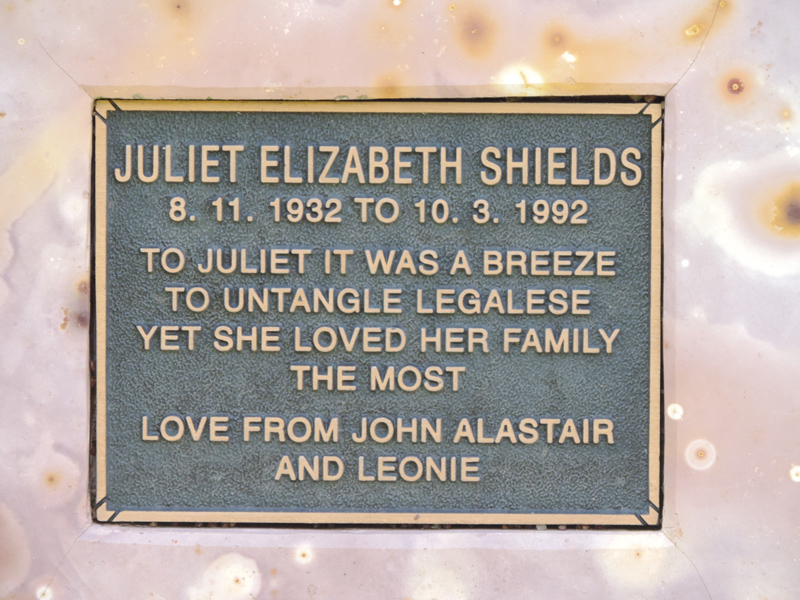 JULIET ELIZABETH SHIELDS
8. 11. 1932 TO 10. 3. 1992
TO JULIET IT WAS A BREEZE
TO UNTANGLE LEGALESE
YET SHE LOVED HER FAMILY
THE MOST
LOVE FROM JOHN ALASTAIR
AND LEONIE